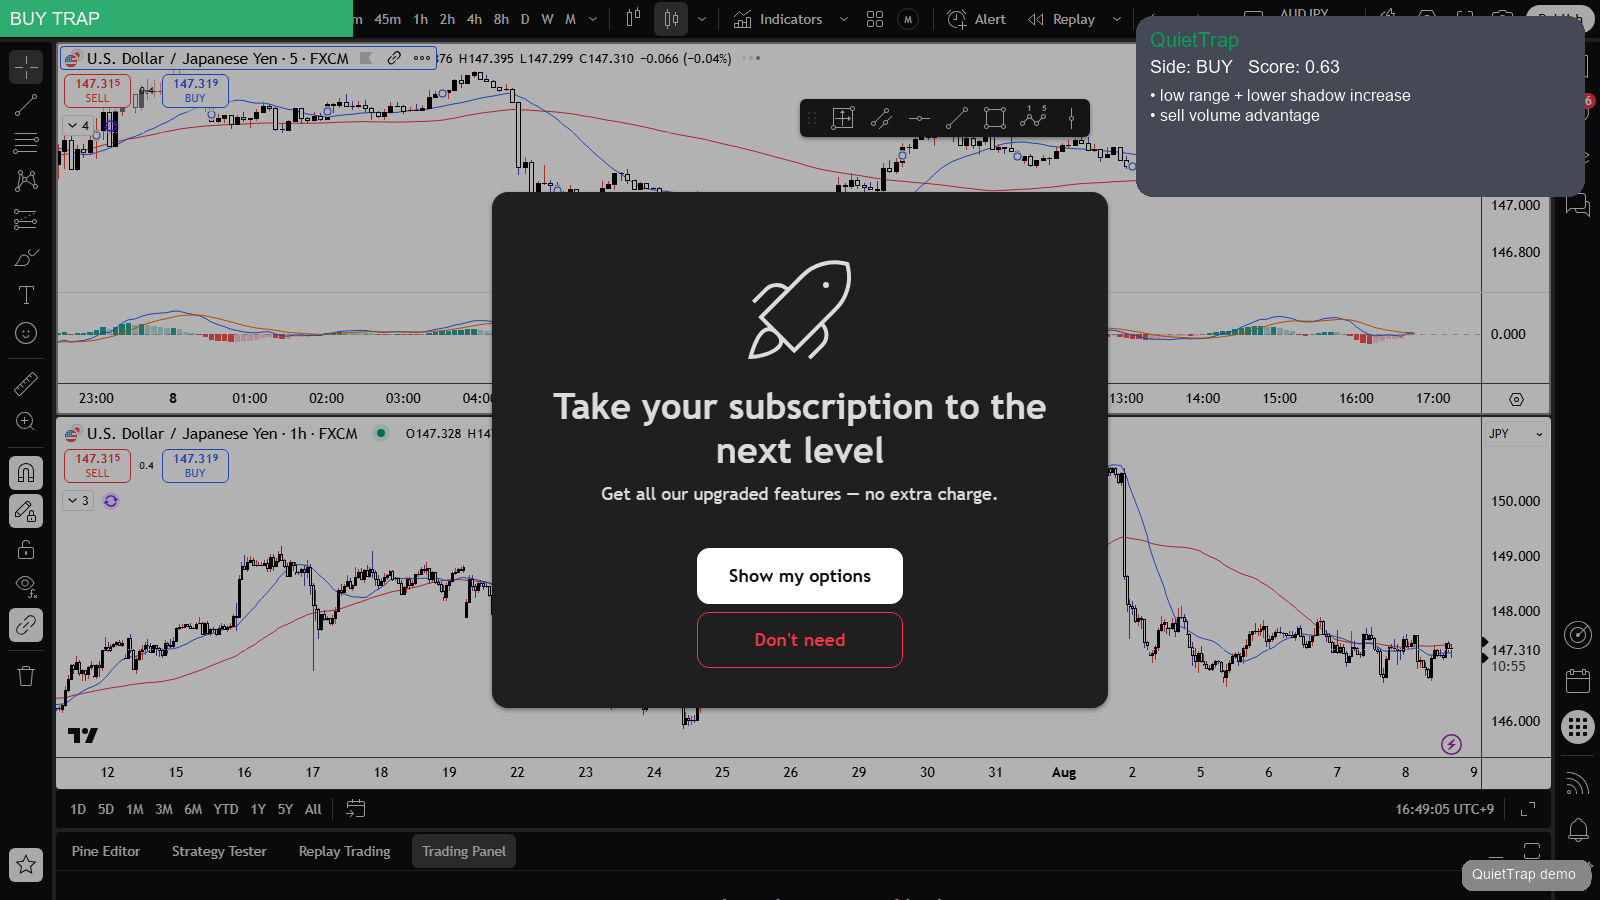 BUY TRAP
m 45m 1h 2h 4h 8h D W M
Indicators
M
Alert
Replay
AUDJPY
QuietTrap
Side: BUY Score: 0.63
• low range + lower shadow increase
• sell volume advantage
U.S. Dollar / Japanese Yen · 5 · FXCM
H147.395 L147.299 C147.310 −0.066 (−0.04%)
147.315 SELL
0.4
147.319 BUY
4
1 5
147.000
146.800
0.000
23:00 8 01:00 02:00 03:00 13:00 14:00 15:00 16:00 17:00
Take your subscription to the
next level
Get all our upgraded features — no extra charge.
Show my options
Don't need
U.S. Dollar / Japanese Yen · 1h · FXCM
O147.328
147.315 SELL
0.4
147.319 BUY
3
JPY
150.000
149.000
148.000
147.310
10:55
146.000
12 15 16 17 18 19 22 23 24 25 26 29 30 31 Aug 2 5 6 7 8 9
1D 5D 1M 3M 6M YTD 1Y 5Y All
16:49:05 UTC+9
Pine Editor Strategy Tester Replay Trading Trading Panel
QuietTrap demo